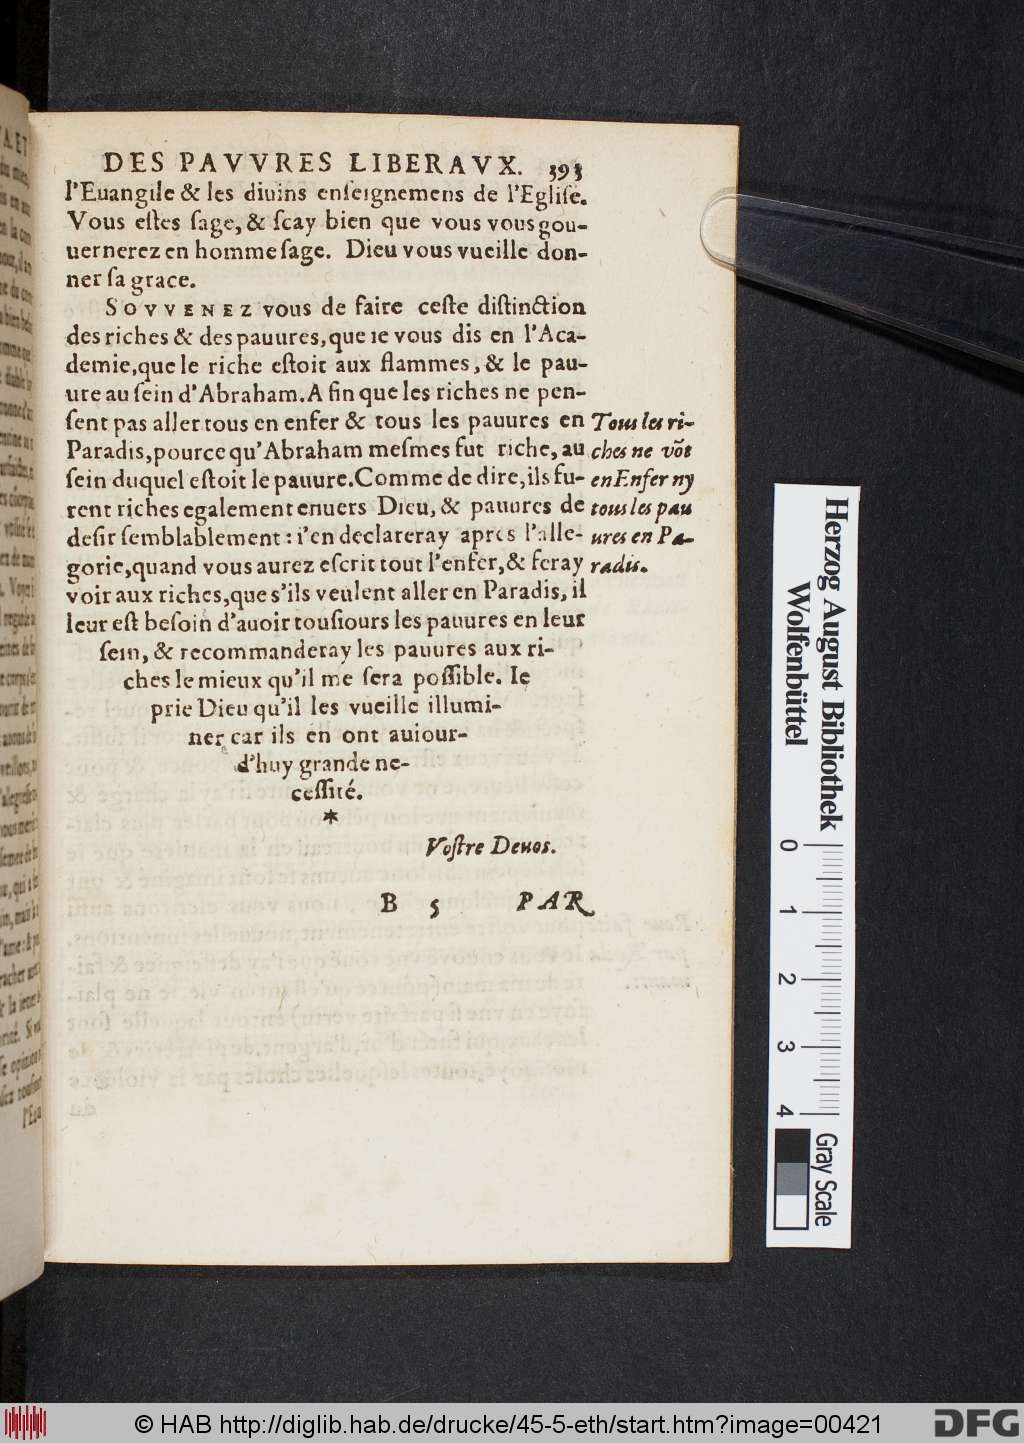 DES PAVVRES LIBERAVX. 393
l'Euangile & les diuins enſeignemens de l'Egliſe.
Vous eſtes ſage, & ſcay bien que vous vous gou-
uernerez en homme ſage. Dieu vous vueille don-
ner ſa grace.
SOVVENEZ vous de faire ceſte diſtinction
des riches & des pauures, que ie vous dis en l'Aca-
demie, que le riche eſtoit aux flammes, & le pau-
ure au ſein d'Abraham. A fin que les riches ne pen-
ſent pas aller tous en enfer & tous les pauures en
Paradis, pource qu'Abraham meſmes fut riche, au
ſein duquel eſtoit le pauure. Comme de dire, ils fu-
rent riches egalement enuers Dieu, & pauures de
deſir ſemblablement : i'en declareray apres l'alle-
gorie, quand vous aurez eſcrit tout l'enfer, & feray
voir aux riches, que s'ils veulent aller en Paradis, il
leur eſt beſoin d'auoir touſiours les pauures en leur
ſein, & recommanderay les pauures aux ri-
ches le mieux qu'il me ſera poſſible. Ie
prie Dieu qu'il les vueille illumi-
ner car ils en ont auiour-
d'huy grande ne-
ceſſité.
*
Tous les ri-
ches ne võt
en Enfer ny
tous les pau
ures en Pa-
radis.
Voſtre Deuos.
B 5 PAR
Herzog August Bibliothek
Wolfenbüttel
0 1 2 3 4
Gray Scale
© HAB http://diglib.hab.de/drucke/45-5-eth/start.htm?image=00421
DFG